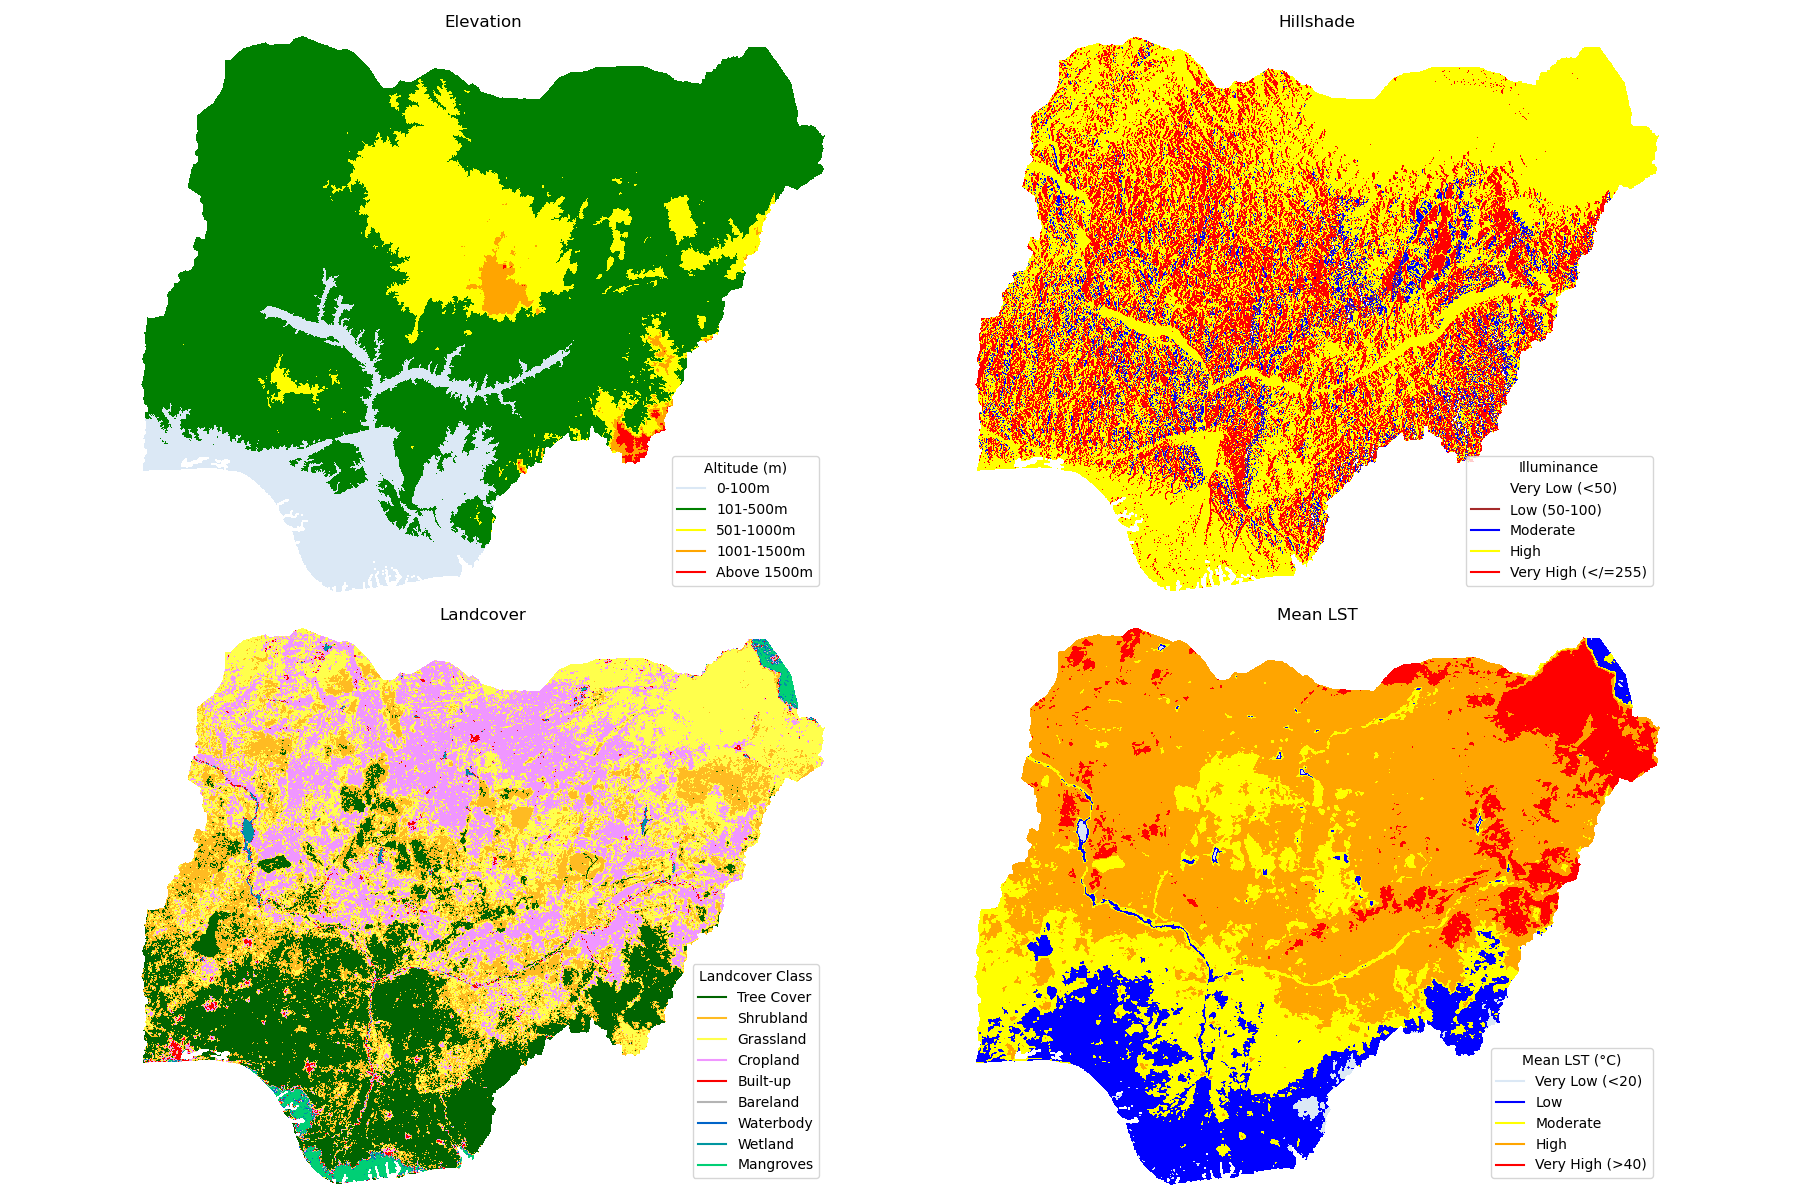 Elevation
Altitude (m)
0-100m
101-500m
501-1000m
1001-1500m
Above 1500m
Hillshade
Illuminance
Very Low (<50)
Low (50-100)
Moderate
High
Very High (</=255)
Landcover
Landcover Class
Tree Cover
Shrubland
Grassland
Cropland
Built-up
Bareland
Waterbody
Wetland
Mangroves
Mean LST
Mean LST (°C)
Very Low (<20)
Low
Moderate
High
Very High (>40)